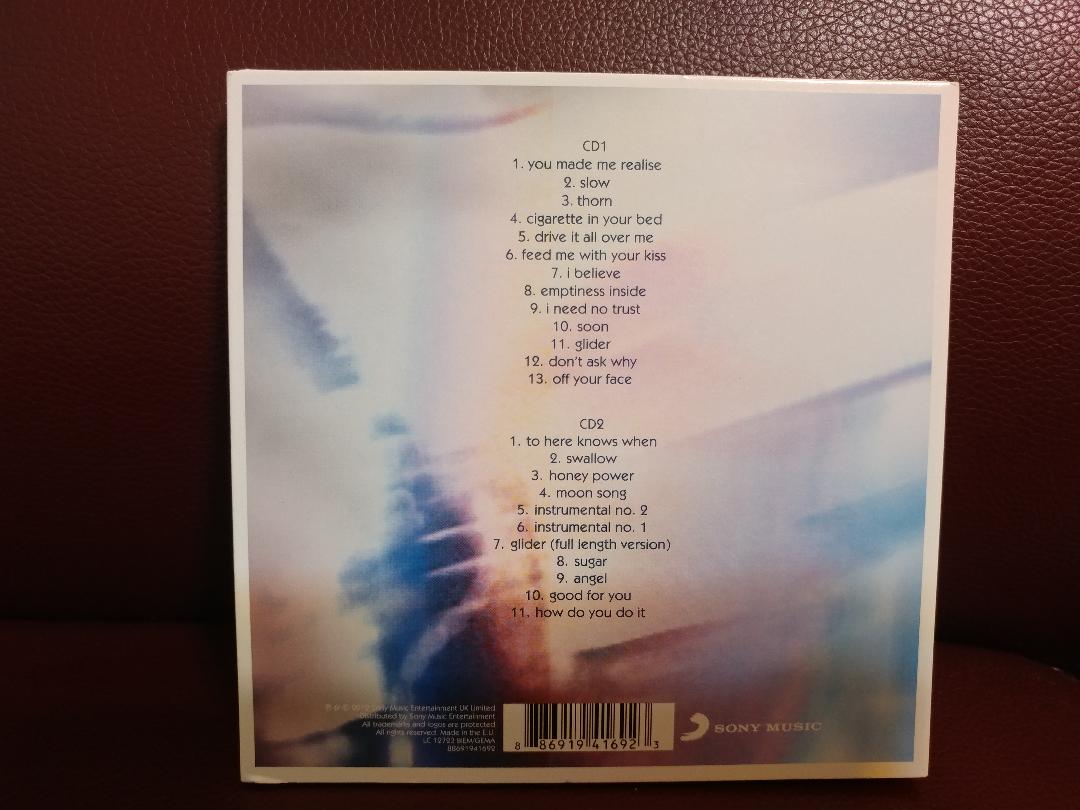 CD1
1. you made me realise
2. slow
3. thorn
4. cigarette in your bed
5. drive it all over me
6. feed me with your kiss
7. i believe
8. emptiness inside
9. i need no trust
10. soon
11. glider
12. don't ask why
13. off your face
CD2
1. to here knows when
2. swallow
3. honey power
4. moon song
5. instrumental no. 2
6. instrumental no. 1
7. glider (full length version)
8. sugar
9. angel
10. good for you
11. how do you do it
℗ & © 2012 Sony Music Entertainment UK Limited
Distributed by Sony Music Entertainment
All trademarks and logos are protected
All rights reserved. Made in the E.U
LC 12723 BIEM/GEMA
88691941692
8 86919 41692 3
SONY MUSIC